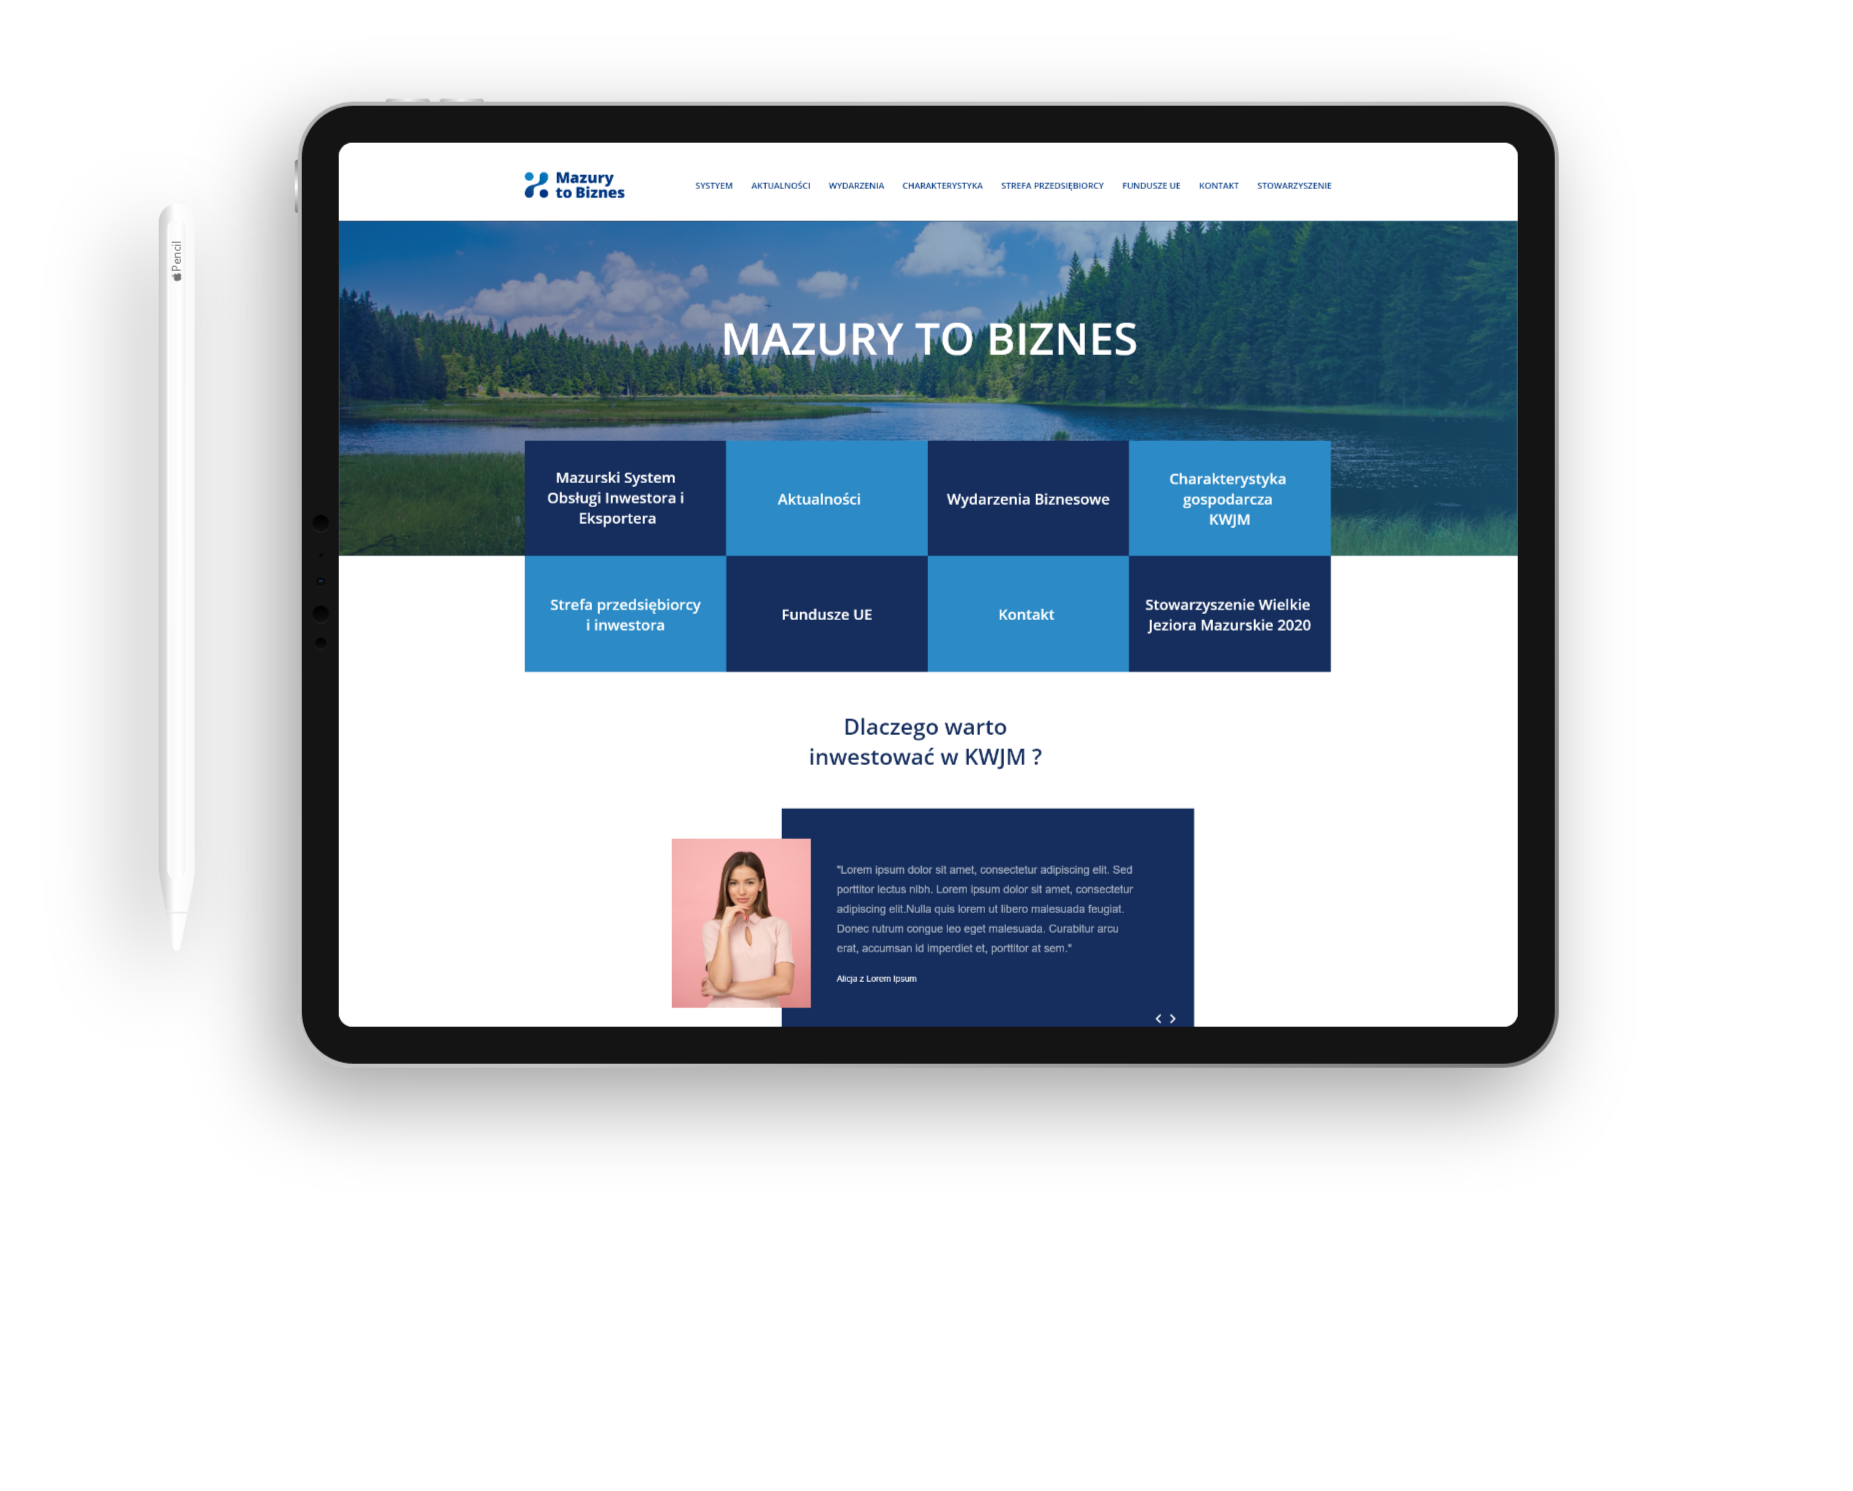 Pencil
Mazury
to Biznes
SYSTYEM AKTUALNOŚCI WYDARZENIA CHARAKTERYSTYKA STREFA PRZEDSIĘBIORCY FUNDUSZE UE KONTAKT STOWARZYSZENIE
MAZURY TO BIZNES
Mazurski System
Obsługi Inwestora i
Eksportera
Aktualności
Wydarzenia Biznesowe
Charakterystyka
gospodarcza
KWJM
Strefa przedsiębiorcy
i inwestora
Fundusze UE
Kontakt
Stowarzyszenie Wielkie
Jeziora Mazurskie 2020
Dlaczego warto
inwestować w KWJM ?
"Lorem ipsum dolor sit amet, consectetur adipiscing elit. Sed
porttitor lectus nibh. Lorem ipsum dolor sit amet, consectetur
adipiscing elit.Nulla quis lorem ut libero malesuada feugiat.
Donec rutrum congue leo eget malesuada. Curabitur arcu
erat, accumsan id imperdiet et, porttitor at sem."
Alicja z Lorem Ipsum